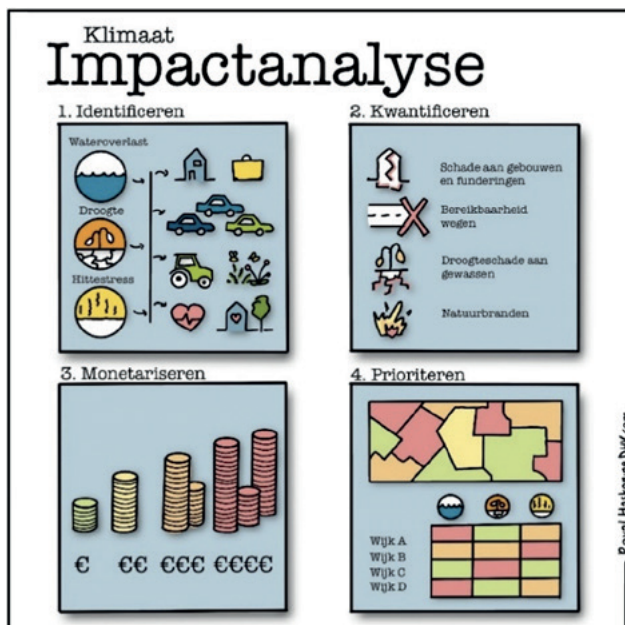 Klimaat
Impactanalyse
1. Identificeren
Wateroverlast
Droogte
Hittestress
2. Kwantificeren
Schade aan gebouwen
en funderingen
Bereikbaarheid
wegen
Droogteschade aan
gewassen
Natuurbranden
3. Monetariseren
€ €€ €€€ €€€€
4. Prioriteren
Wijk A
Wijk B
Wijk C
Wijk D